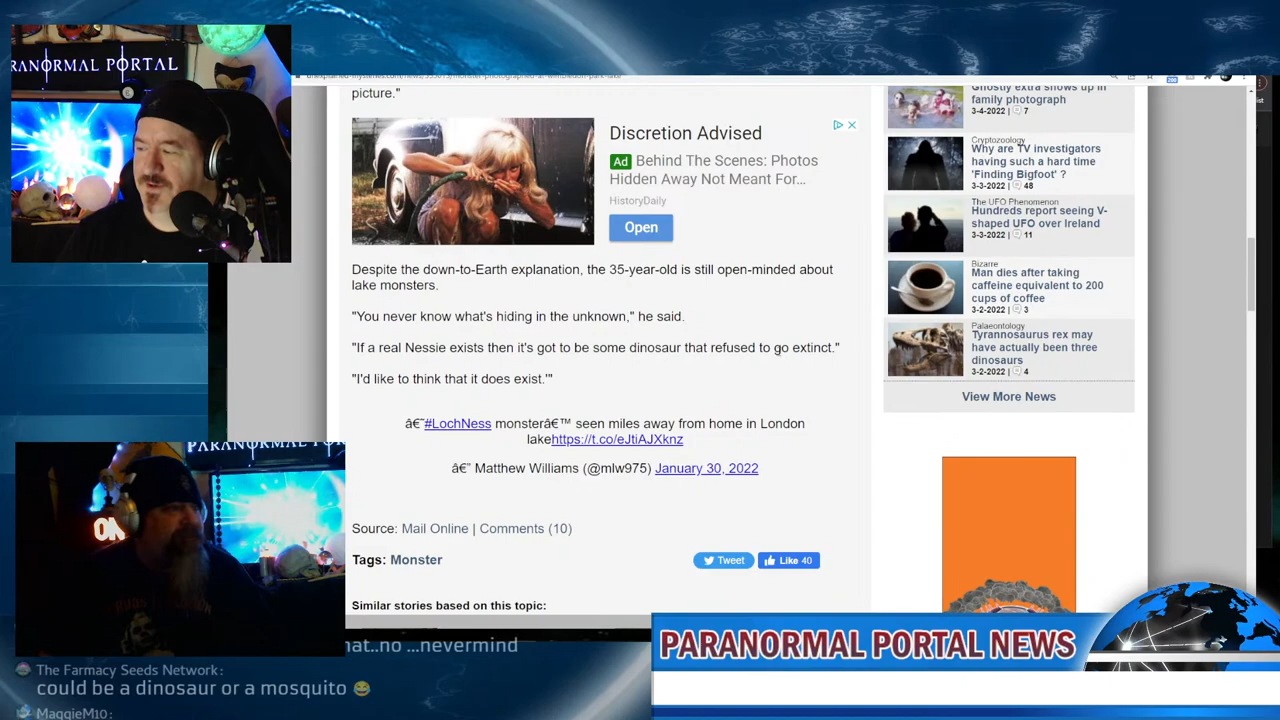 PARANORMAL PORTAL
picture."
Discretion Advised
Ad Behind The Scenes: Photos
Hidden Away Not Meant For...
HistoryDaily
Open
Despite the down-to-Earth explanation, the 35-year-old is still open-minded about
lake monsters.
"You never know what's hiding in the unknown," he said.
"If a real Nessie exists then it's got to be some dinosaur that refused to go extinct."
"I'd like to think that it does exist.'"
â€˜#LochNess monsterâ€™ seen miles away from home in London
lakehttps://t.co/eJtiAJXknz
â€” Matthew Williams (@mlw975) January 30, 2022
Source: Mail Online | Comments (10)
Tags: Monster
Tweet
Like 40
Similar stories based on this topic:
Ghostly extra shows up in
family photograph
3-4-2022 | 7
Cryptozoology
Why are TV investigators
having such a hard time
'Finding Bigfoot' ?
3-3-2022 | 48
The UFO Phenomenon
Hundreds report seeing V-
shaped UFO over Ireland
3-3-2022 | 11
Bizarre
Man dies after taking
caffeine equivalent to 200
cups of coffee
3-2-2022 | 3
Palaeontology
Tyrannosaurus rex may
have actually been three
dinosaurs
3-2-2022 | 4
View More News
PARANORMAL PORTAL
ON
hat..no ...nevermind
The Farmacy Seeds Network:
could be a dinosaur or a mosquito 😂
MaggieM10:
PARANORMAL PORTAL NEWS